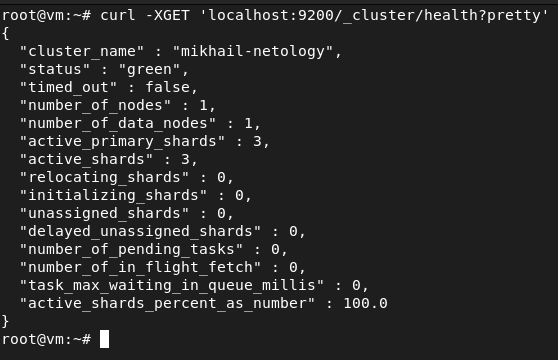 root@vm:~# curl -XGET 'localhost:9200/_cluster/health?pretty'
{
  "cluster_name" : "mikhail-netology",
  "status" : "green",
  "timed_out" : false,
  "number_of_nodes" : 1,
  "number_of_data_nodes" : 1,
  "active_primary_shards" : 3,
  "active_shards" : 3,
  "relocating_shards" : 0,
  "initializing_shards" : 0,
  "unassigned_shards" : 0,
  "delayed_unassigned_shards" : 0,
  "number_of_pending_tasks" : 0,
  "number_of_in_flight_fetch" : 0,
  "task_max_waiting_in_queue_millis" : 0,
  "active_shards_percent_as_number" : 100.0
}
root@vm:~#